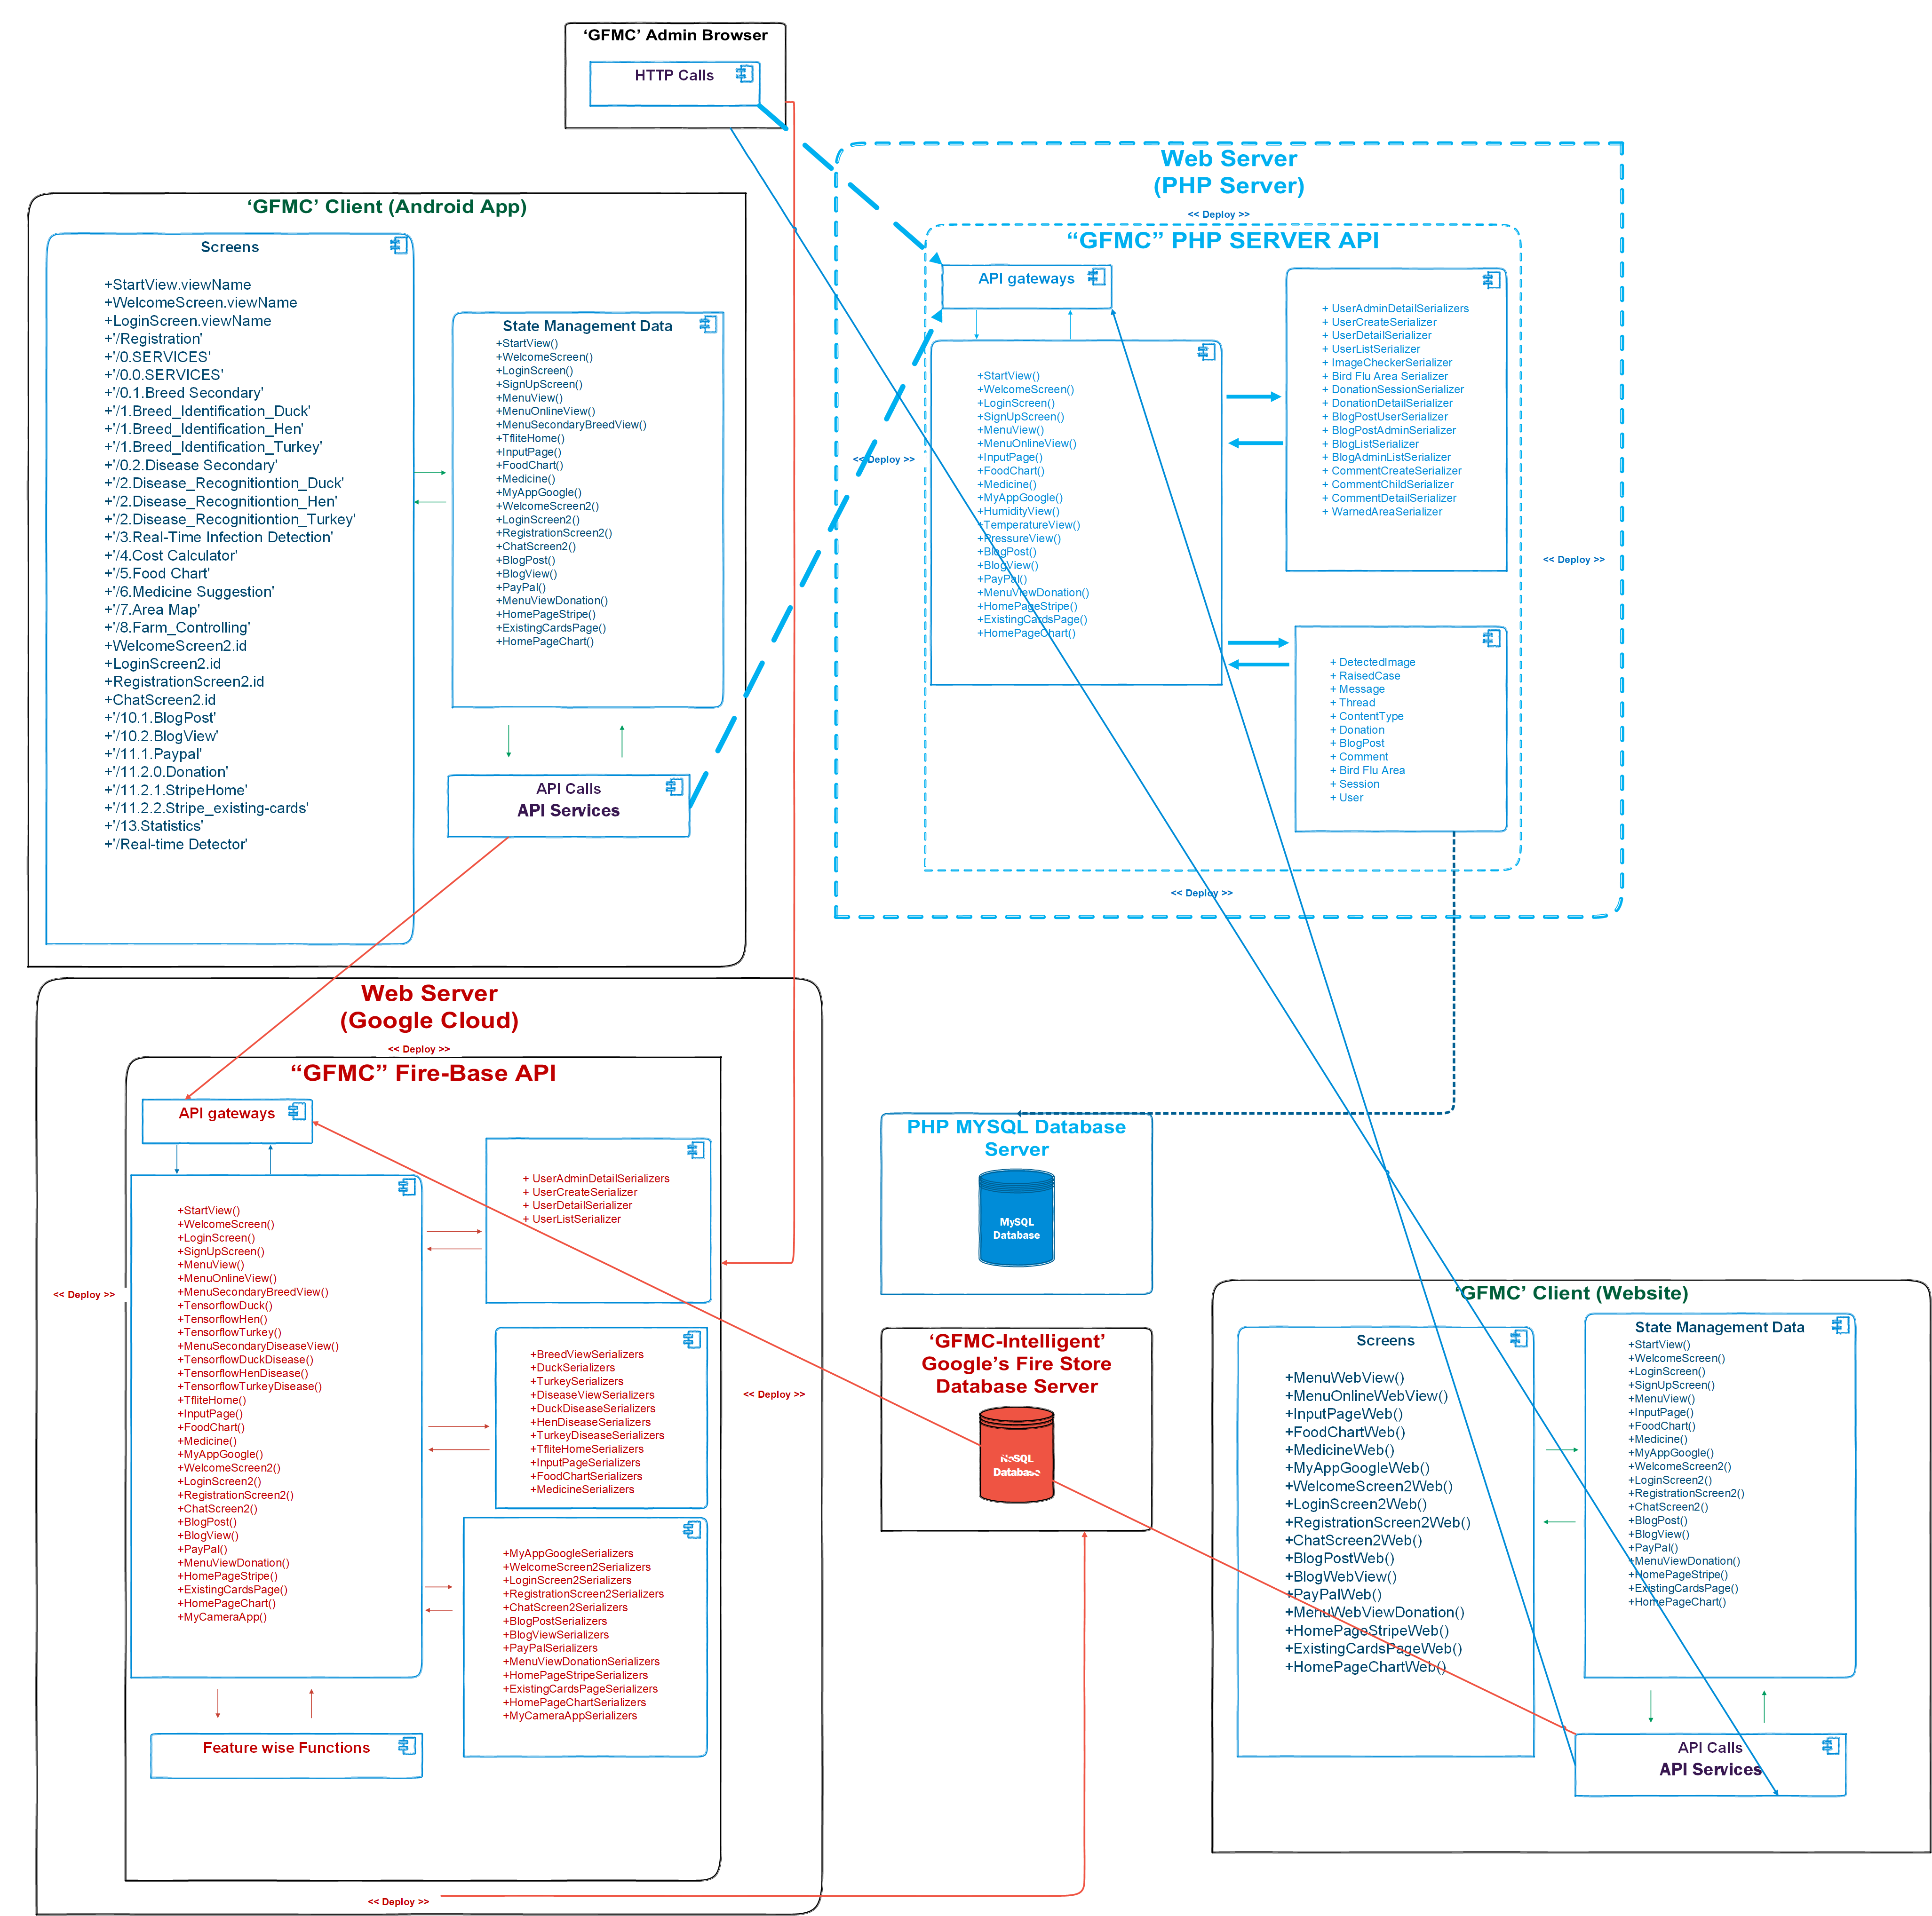 ‘GFMC’ Admin Browser
HTTP Calls
‘GFMC’ Client (Android App)
Screens
+StartView.viewName
+WelcomeScreen.viewName
+LoginScreen.viewName
+'/Registration'
+'/0.SERVICES'
+'/0.0.SERVICES'
+'/0.1.Breed Secondary'
+'/1.Breed_Identification_Duck'
+'/1.Breed_Identification_Hen'
+'/1.Breed_Identification_Turkey'
+'/0.2.Disease Secondary'
+'/2.Disease_Recognitiontion_Duck'
+'/2.Disease_Recognitiontion_Hen'
+'/2.Disease_Recognitiontion_Turkey'
+'/3.Real-Time Infection Detection'
+'/4.Cost Calculator'
+'/5.Food Chart'
+'/6.Medicine Suggestion'
+'/7.Area Map'
+'/8.Farm_Controlling'
+WelcomeScreen2.id
+LoginScreen2.id
+RegistrationScreen2.id
+ChatScreen2.id
+'/10.1.BlogPost'
+'/10.2.BlogView'
+'/11.1.Paypal'
+'/11.2.0.Donation'
+'/11.2.1.StripeHome'
+'/11.2.2.Stripe_existing-cards'
+'/13.Statistics'
+'/Real-time Detector'
State Management Data
+StartView()
+WelcomeScreen()
+LoginScreen()
+SignUpScreen()
+MenuView()
+MenuOnlineView()
+MenuSecondaryBreedView()
+TfliteHome()
+InputPage()
+FoodChart()
+Medicine()
+MyAppGoogle()
+WelcomeScreen2()
+LoginScreen2()
+RegistrationScreen2()
+ChatScreen2()
+BlogPost()
+BlogView()
+PayPal()
+MenuViewDonation()
+HomePageStripe()
+ExistingCardsPage()
+HomePageChart()
API Calls
API Services
Web Server
(PHP Server)
<< Deploy >>
“GFMC” PHP SERVER API
API gateways
+StartView()
+WelcomeScreen()
+LoginScreen()
+SignUpScreen()
+MenuView()
+MenuOnlineView()
+InputPage()
+FoodChart()
+Medicine()
+MyAppGoogle()
+HumidityView()
+TemperatureView()
+PressureView()
+BlogPost()
+BlogView()
+PayPal()
+MenuViewDonation()
+HomePageStripe()
+ExistingCardsPage()
+HomePageChart()
+ UserAdminDetailSerializers
+ UserCreateSerializer
+ UserDetailSerializer
+ UserListSerializer
+ ImageCheckerSerializer
+ Bird Flu Area Serializer
+ DonationSessionSerializer
+ DonationDetailSerializer
+ BlogPostUserSerializer
+ BlogPostAdminSerializer
+ BlogListSerializer
+ BlogAdminListSerializer
+ CommentCreateSerializer
+ CommentChildSerializer
+ CommentDetailSerializer
+ WarnedAreaSerializer
<< Deploy >>
<< Deploy >>
+ DetectedImage
+ RaisedCase
+ Message
+ Thread
+ ContentType
+ Donation
+ BlogPost
+ Comment
+ Bird Flu Area
+ Session
+ User
<< Deploy >>
Web Server
(Google Cloud)
<< Deploy >>
“GFMC” Fire-Base API
API gateways
+StartView()
+WelcomeScreen()
+LoginScreen()
+SignUpScreen()
+MenuView()
+MenuOnlineView()
+MenuSecondaryBreedView()
+TensorflowDuck()
+TensorflowHen()
+TensorflowTurkey()
+MenuSecondaryDiseaseView()
+TensorflowDuckDisease()
+TensorflowHenDisease()
+TensorflowTurkeyDisease()
+TfliteHome()
+InputPage()
+FoodChart()
+Medicine()
+MyAppGoogle()
+WelcomeScreen2()
+LoginScreen2()
+RegistrationScreen2()
+ChatScreen2()
+BlogPost()
+BlogView()
+PayPal()
+MenuViewDonation()
+HomePageStripe()
+ExistingCardsPage()
+HomePageChart()
+MyCameraApp()
+ UserAdminDetailSerializers
+ UserCreateSerializer
+ UserDetailSerializer
+ UserListSerializer
+BreedViewSerializers
+DuckSerializers
+TurkeySerializers
+DiseaseViewSerializers
+DuckDiseaseSerializers
+HenDiseaseSerializers
+TurkeyDiseaseSerializers
+TfliteHomeSerializers
+InputPageSerializers
+FoodChartSerializers
+MedicineSerializers
+MyAppGoogleSerializers
+WelcomeScreen2Serializers
+LoginScreen2Serializers
+RegistrationScreen2Serializers
+ChatScreen2Serializers
+BlogPostSerializers
+BlogViewSerializers
+PayPalSerializers
+MenuViewDonationSerializers
+HomePageStripeSerializers
+ExistingCardsPageSerializers
+HomePageChartSerializers
+MyCameraAppSerializers
Feature wise Functions
<< Deploy >>
<< Deploy >>
<< Deploy >>
PHP MYSQL Database
Server
MySQL
Database
‘GFMC-Intelligent’
Google’s Fire Store
Database Server
NoSQL
Database
‘GFMC’ Client (Website)
Screens
+MenuWebView()
+MenuOnlineWebView()
+InputPageWeb()
+FoodChartWeb()
+MedicineWeb()
+MyAppGoogleWeb()
+WelcomeScreen2Web()
+LoginScreen2Web()
+RegistrationScreen2Web()
+ChatScreen2Web()
+BlogPostWeb()
+BlogWebView()
+PayPalWeb()
+MenuWebViewDonation()
+HomePageStripeWeb()
+ExistingCardsPageWeb()
+HomePageChartWeb()
State Management Data
+StartView()
+WelcomeScreen()
+LoginScreen()
+SignUpScreen()
+MenuView()
+InputPage()
+FoodChart()
+Medicine()
+MyAppGoogle()
+WelcomeScreen2()
+LoginScreen2()
+RegistrationScreen2()
+ChatScreen2()
+BlogPost()
+BlogView()
+PayPal()
+MenuViewDonation()
+HomePageStripe()
+ExistingCardsPage()
+HomePageChart()
API Calls
API Services